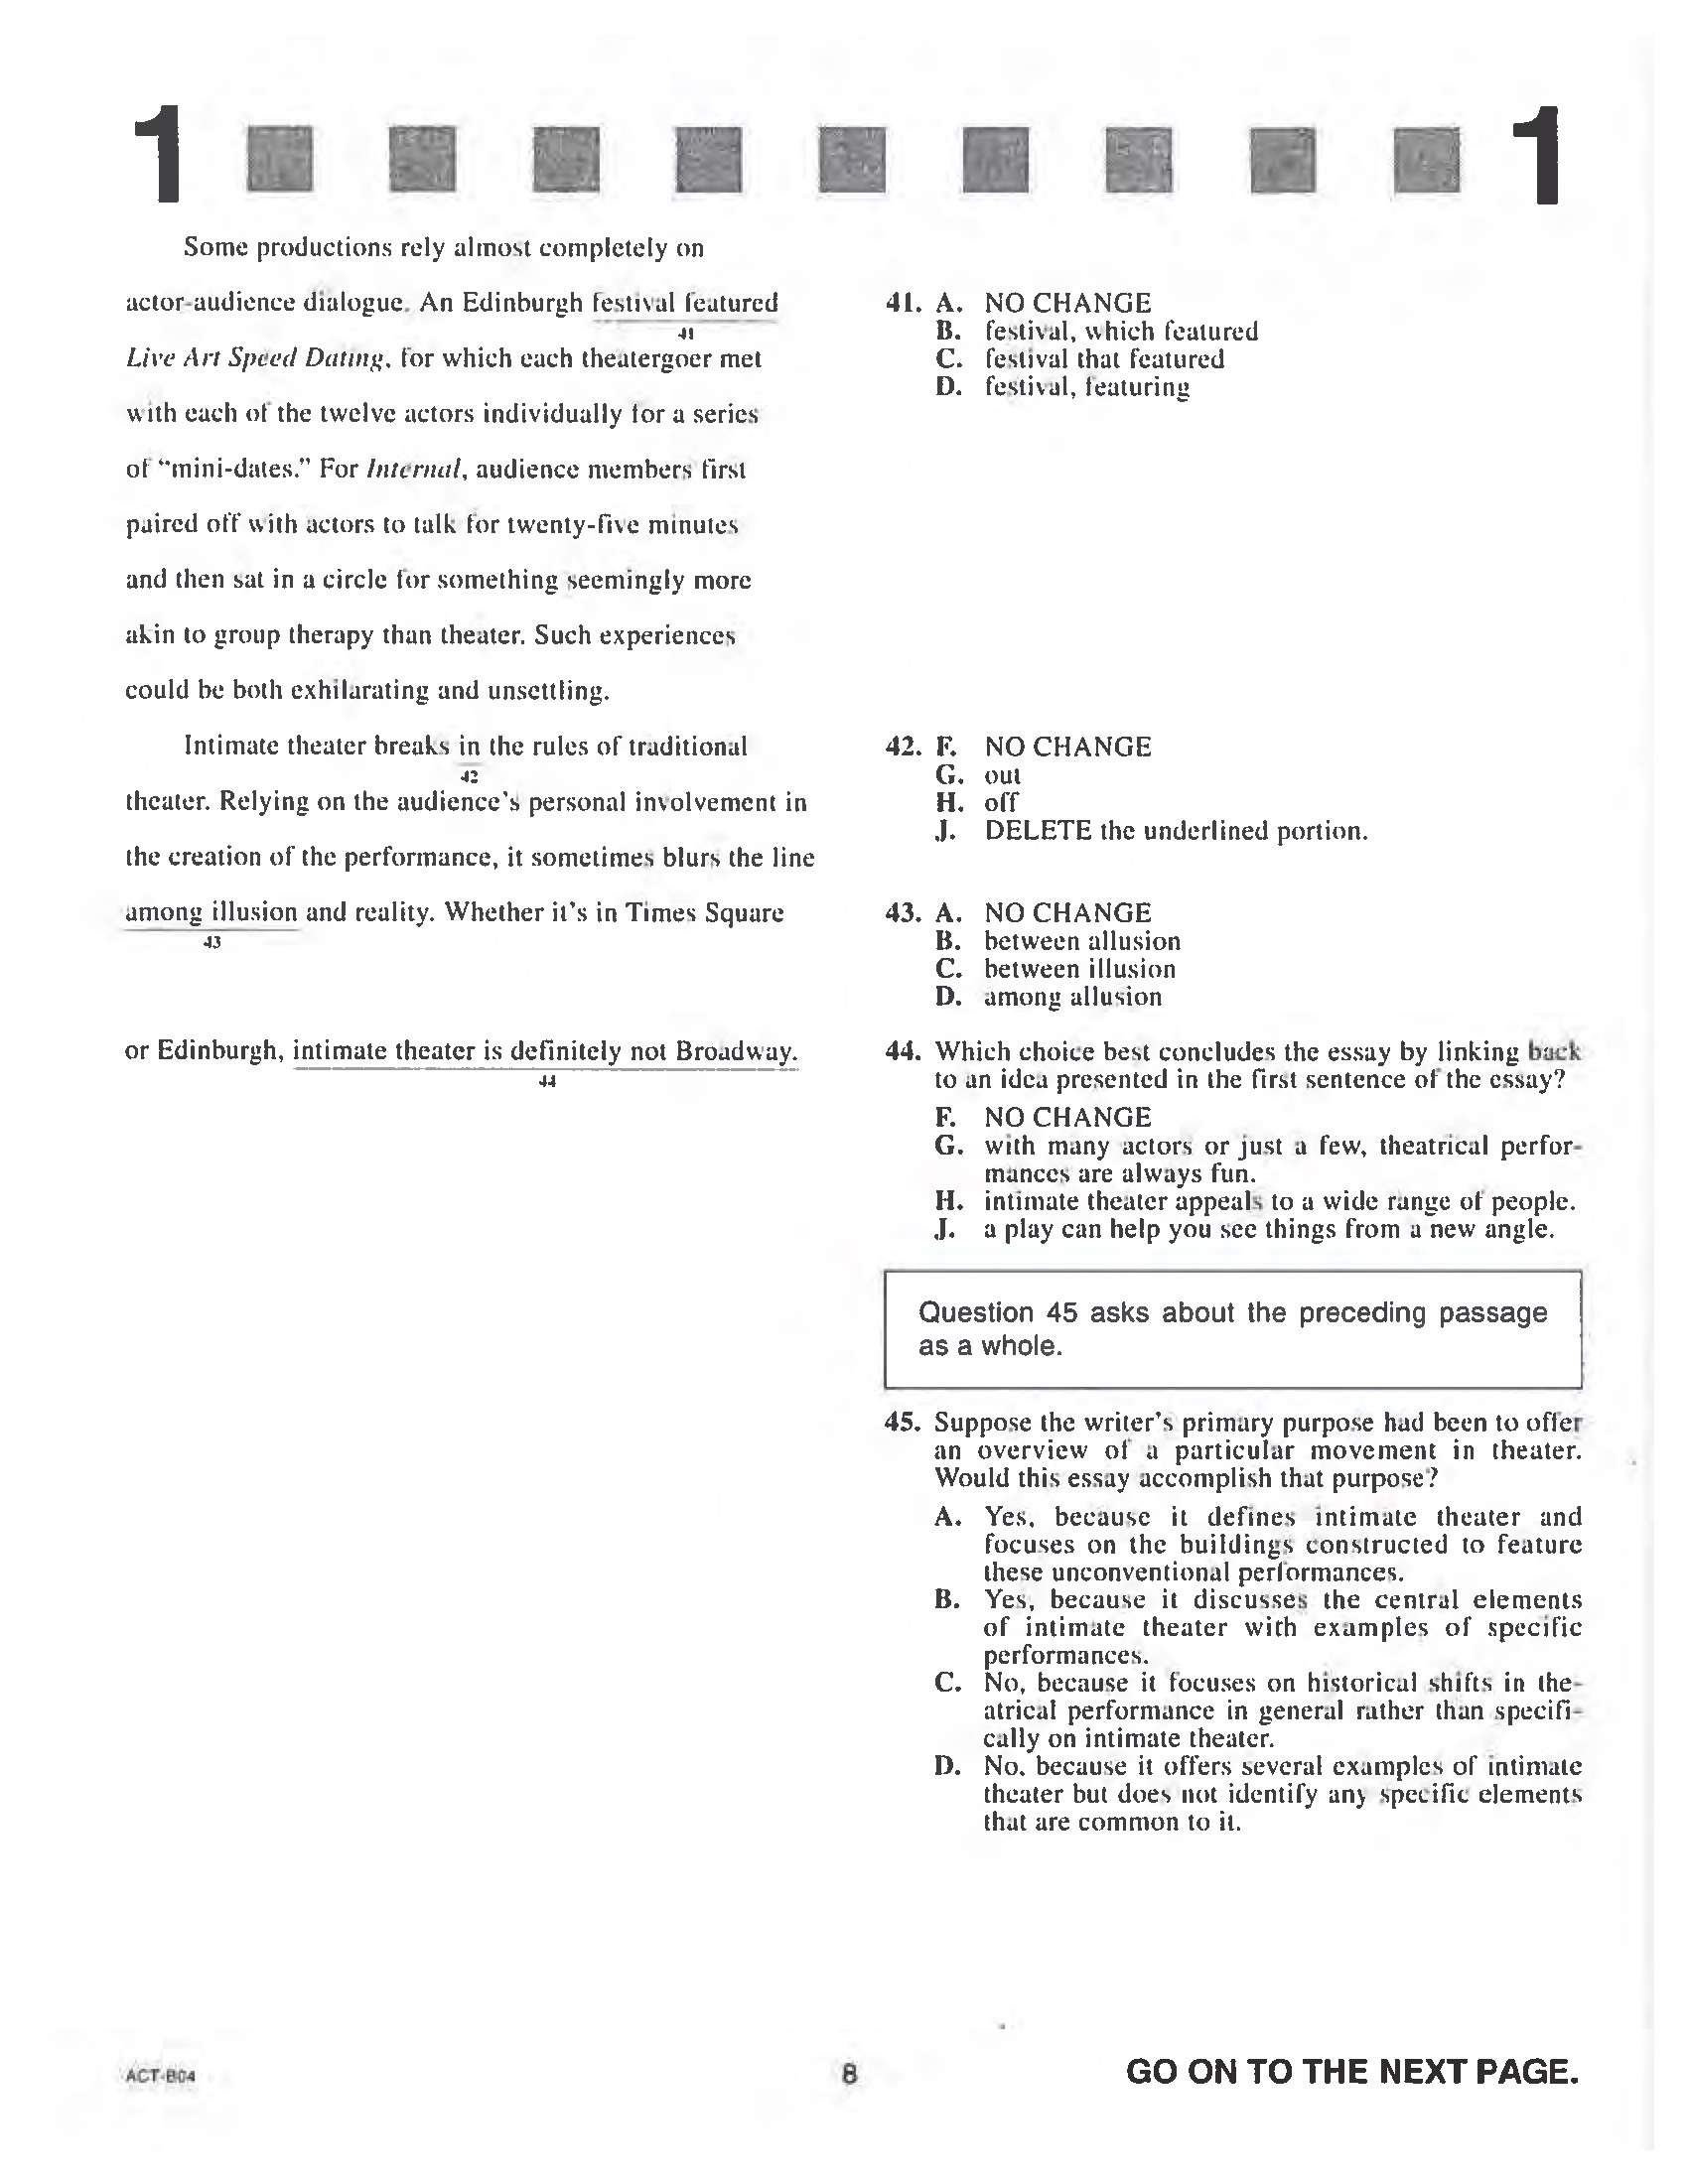 1 1
Some productions rely almost completely on
actor-audience dialogue. An Edinburgh festival featured
41
Live Art Speed Dating, for which each theatergoer met
with each of the twelve actors individually for a series
of “mini-dates.” For Internal, audience members first
paired off with actors to talk for twenty-five minutes
and then sat in a circle for something seemingly more
akin to group therapy than theater. Such experiences
could be both exhilarating and unsettling.
Intimate theater breaks in the rules of traditional
42
theater. Relying on the audience’s personal involvement in
the creation of the performance, it sometimes blurs the line
among illusion and reality. Whether it’s in Times Square
43
or Edinburgh, intimate theater is definitely not Broadway.
44
41. A. NO CHANGE
B. festival, which featured
C. festival that featured
D. festival, featuring
42. F. NO CHANGE
G. out
H. off
J. DELETE the underlined portion.
43. A. NO CHANGE
B. between allusion
C. between illusion
D. among allusion
44. Which choice best concludes the essay by linking back
to an idea presented in the first sentence of the essay?
F. NO CHANGE
G. with many actors or just a few, theatrical perfor-
mances are always fun.
H. intimate theater appeals to a wide range of people.
J. a play can help you see things from a new angle.
Question 45 asks about the preceding passage
as a whole.
45. Suppose the writer’s primary purpose had been to offer
an overview of a particular movement in theater.
Would this essay accomplish that purpose?
A. Yes, because it defines intimate theater and
focuses on the buildings constructed to feature
these unconventional performances.
B. Yes, because it discusses the central elements
of intimate theater with examples of specific
performances.
C. No, because it focuses on historical shifts in the-
atrical performance in general rather than specifi-
cally on intimate theater.
D. No, because it offers several examples of intimate
theater but does not identify any specific elements
that are common to it.
ACT-B04
8
GO ON TO THE NEXT PAGE.